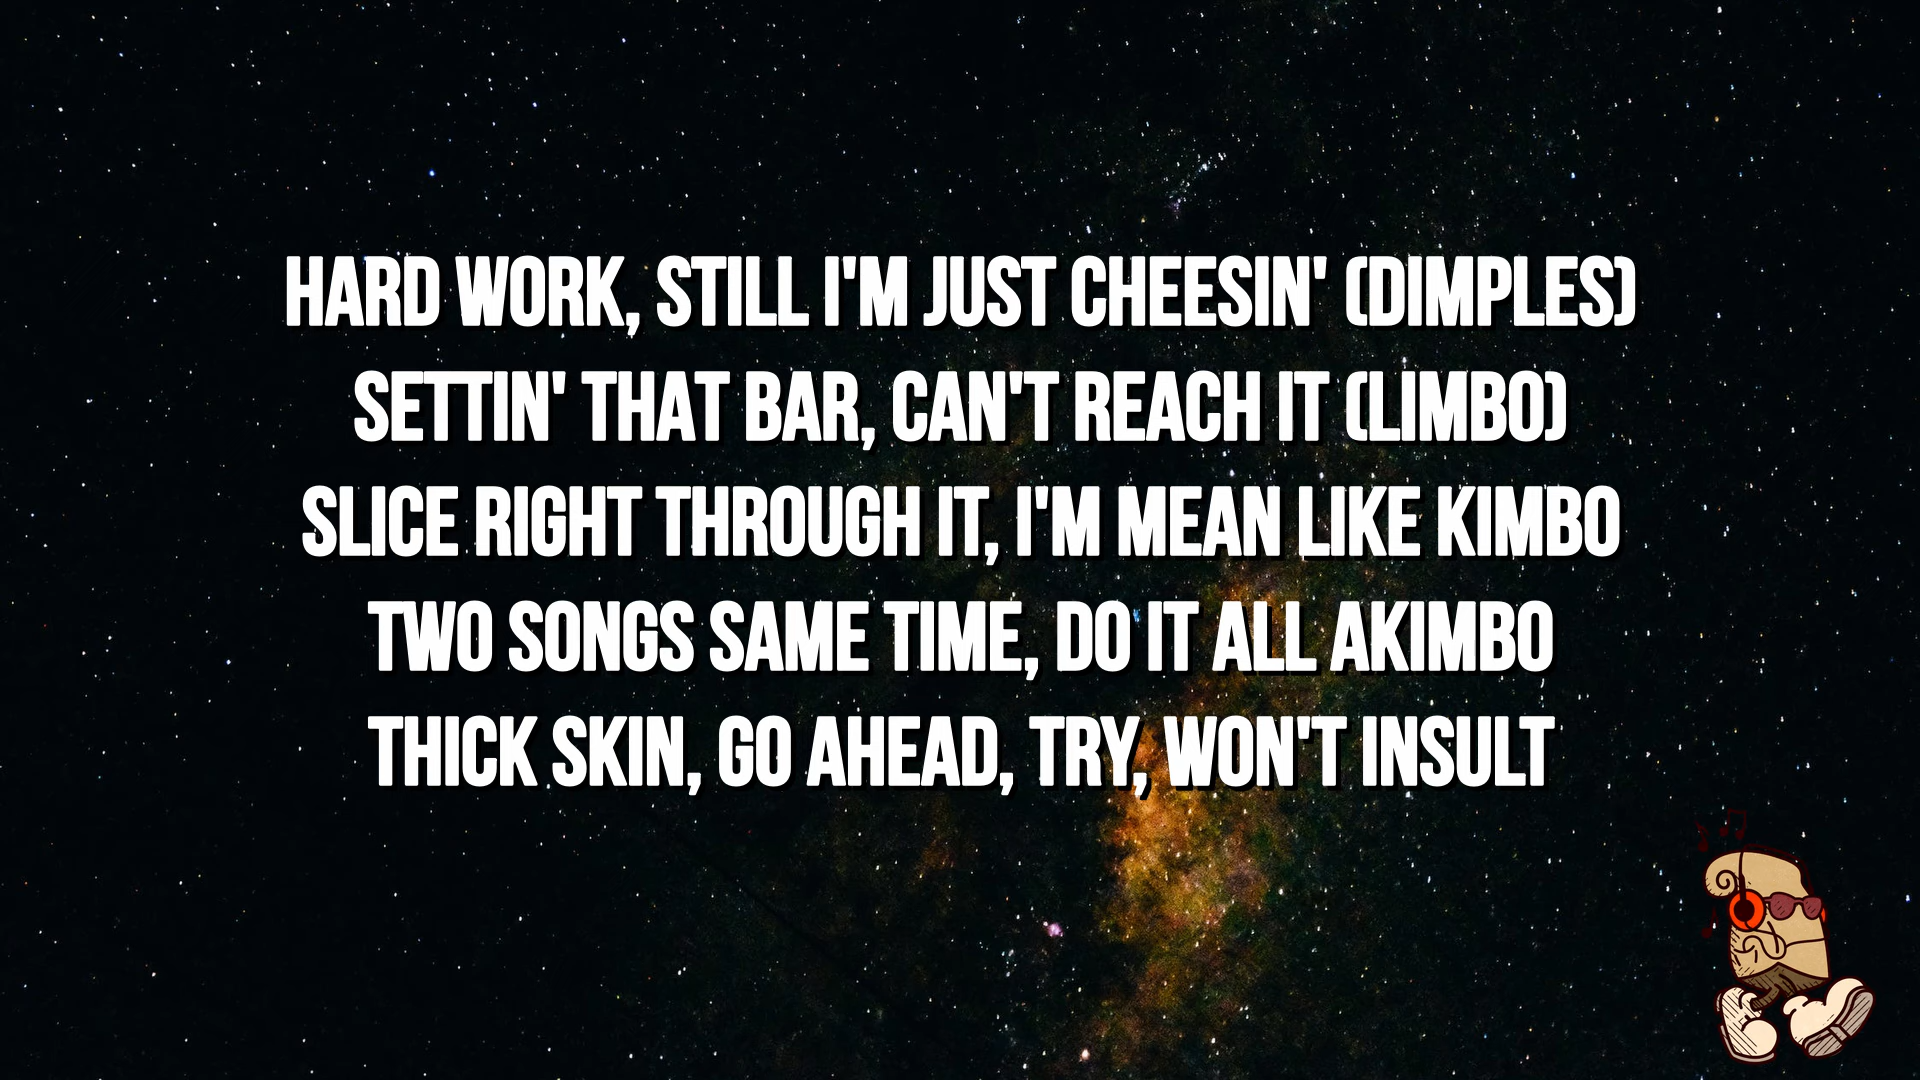 HARD WORK, STILL I'M JUST CHEESIN' (DIMPLES)
SETTIN' THAT BAR, CAN'T REACH IT (LIMBO)
SLICE RIGHT THROUGH IT, I'M MEAN LIKE KIMBO
TWO SONGS SAME TIME, DO IT ALL AKIMBO
THICK SKIN, GO AHEAD, TRY, WON'T INSULT